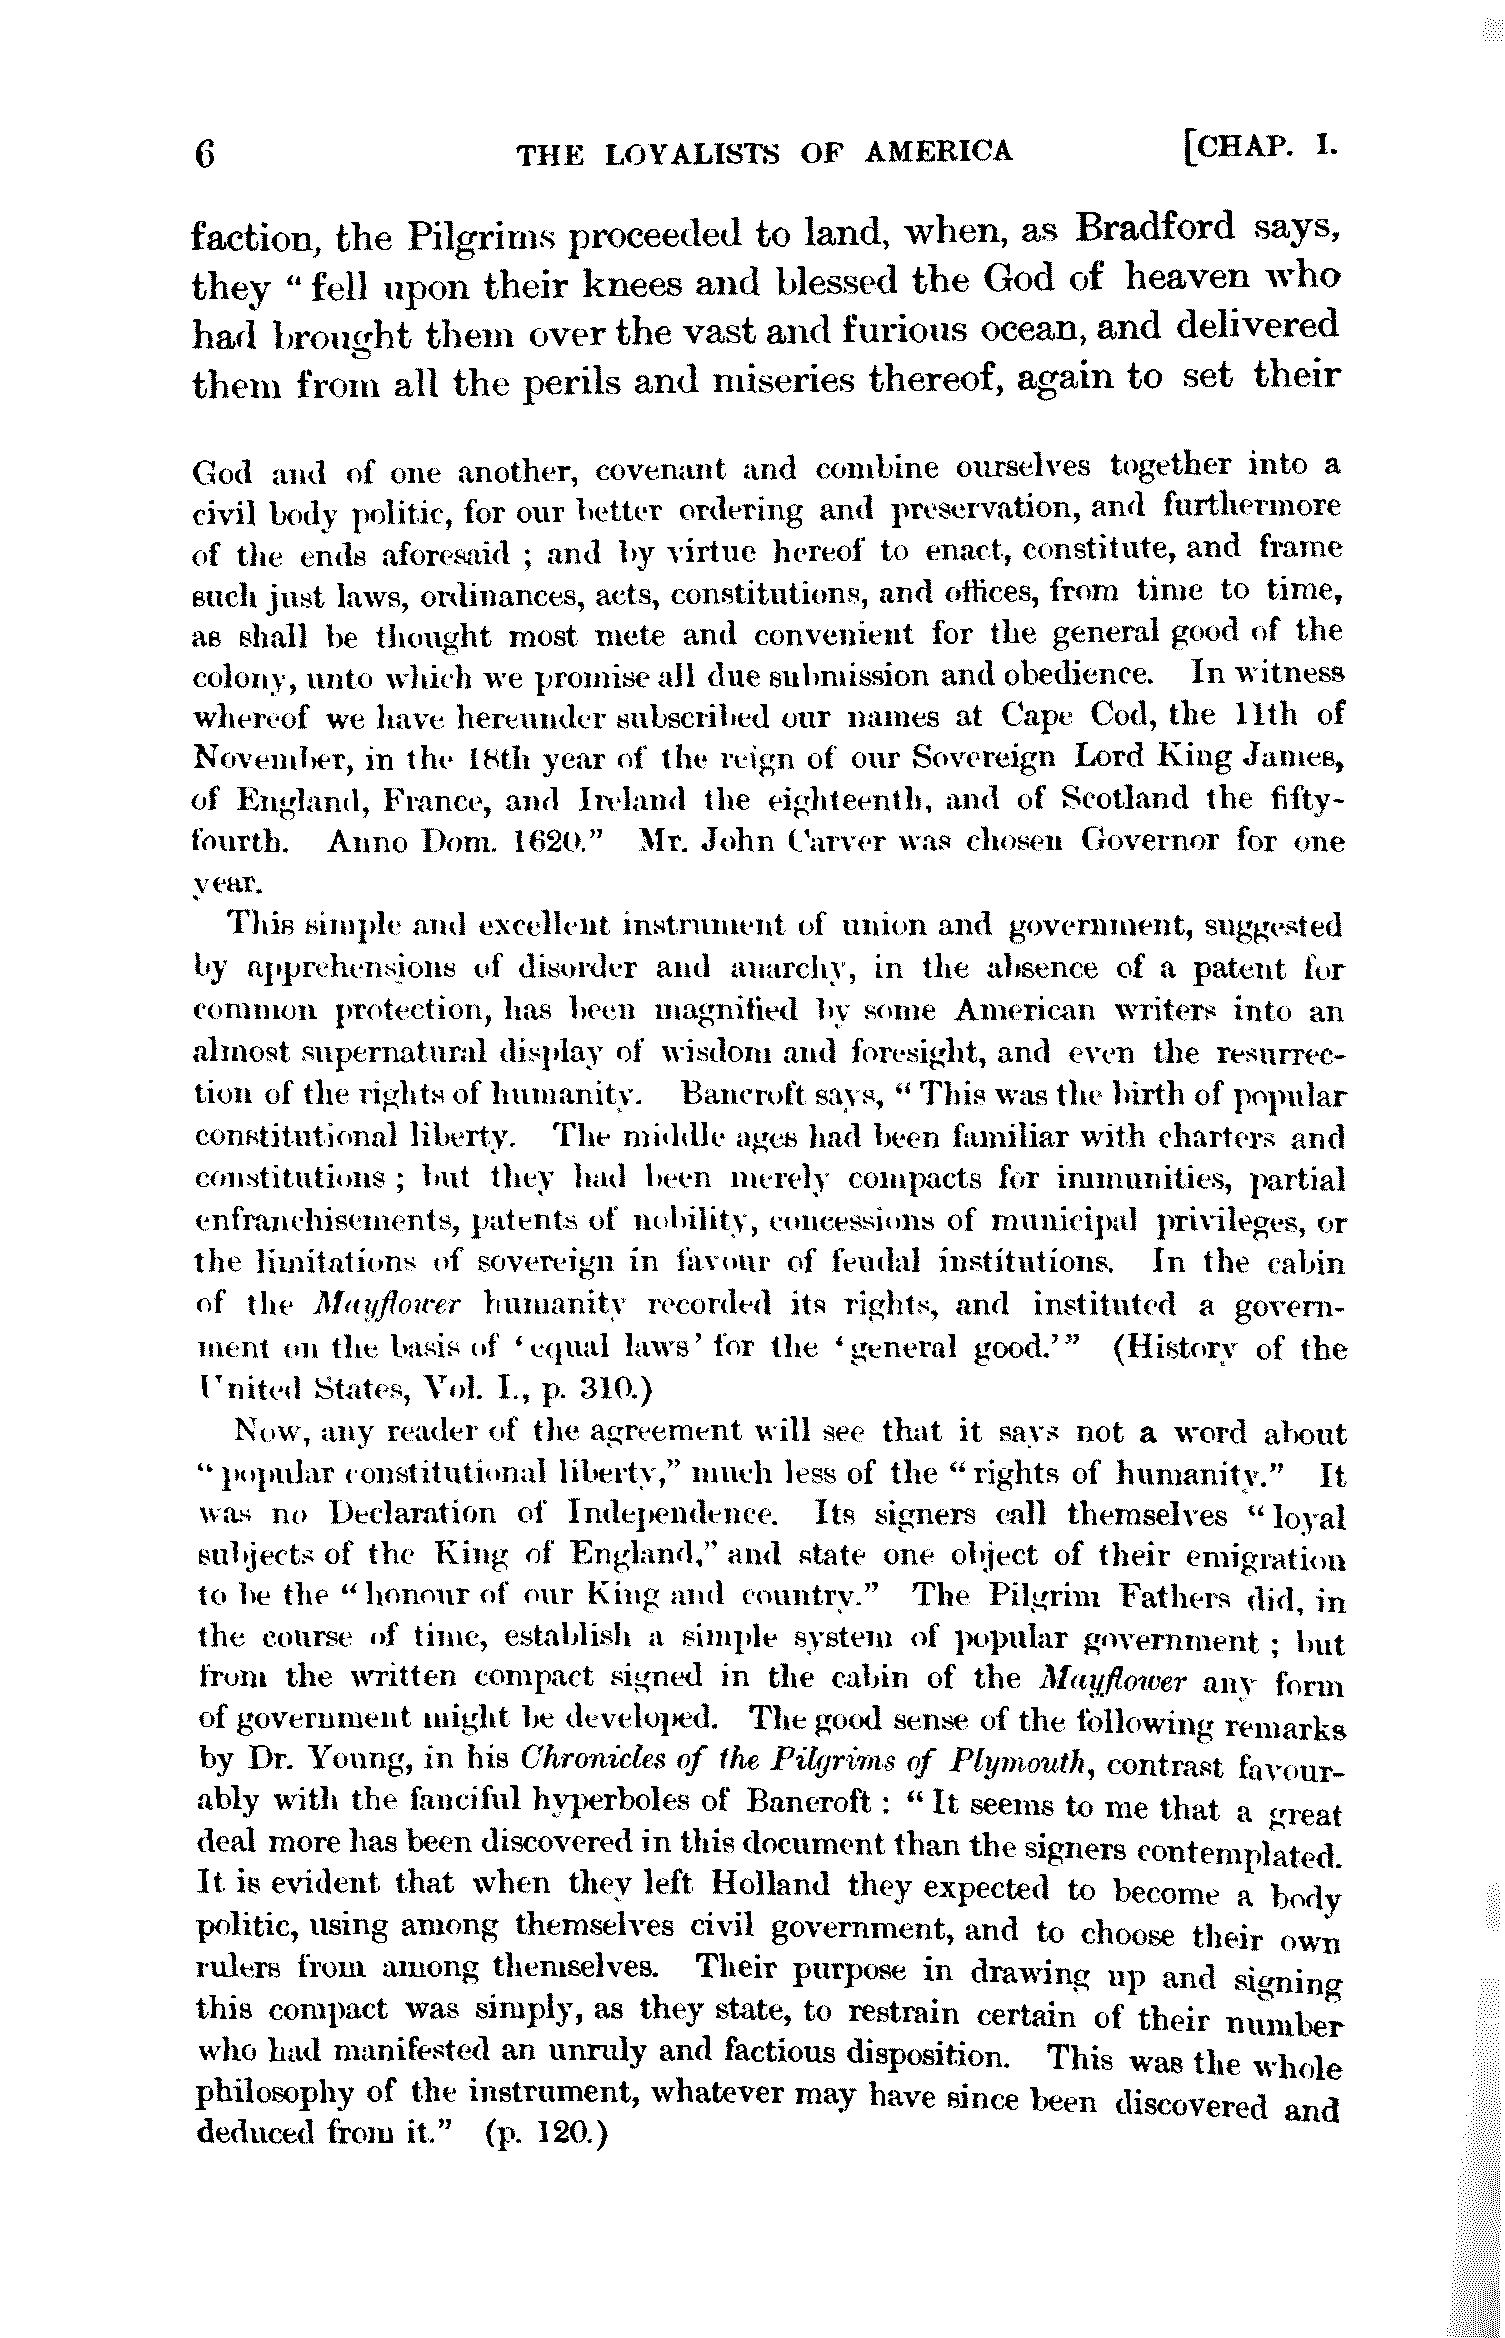 6 THE LOYALISTS OF AMERICA [CHAP. I.
faction, the Pilgrims proceeded to land, when, as Bradford says,
they “fell upon their knees and blessed the God of heaven who
had brought them over the vast and furious ocean, and delivered
them from all the perils and miseries thereof, again to set their
God and of one another, covenant and combine ourselves together into a
civil body politic, for our better ordering and preservation, and furthermore
of the ends aforesaid ; and by virtue hereof to enact, constitute, and frame
such just laws, ordinances, acts, constitutions, and offices, from time to time,
as shall be thought most mete and convenient for the general good of the
colony, unto which we promise all due submission and obedience. In witness
whereof we have hereunder subscribed our names at Cape Cod, the 11th of
November, in the 18th year of the reign of our Sovereign Lord King James,
of England, France, and Ireland the eighteenth, and of Scotland the fifty-
fourth. Anno Dom. 1620.” Mr. John Carver was chosen Governor for one
year.
This simple and excellent instrument of union and government, suggested
by apprehensions of disorder and anarchy, in the absence of a patent for
common protection, has been magnified by some American writers into an
almost supernatural display of wisdom and foresight, and even the resurrec-
tion of the rights of humanity. Bancroft says, “This was the birth of popular
constitutional liberty. The middle ages had been familiar with charters and
constitutions ; but they had been merely compacts for immunities, partial
enfranchisements, patents of nobility, concessions of municipal privileges, or
the limitations of sovereign in favour of feudal institutions. In the cabin
of the Mayflower humanity recorded its rights, and instituted a govern-
ment on the basis of ‘equal laws’ for the ‘general good.’” (History of the
United States, Vol. I., p. 310.)
Now, any reader of the agreement will see that it says not a word about
“popular constitutional liberty,” much less of the “rights of humanity.” It
was no Declaration of Independence. Its signers call themselves “loyal
subjects of the King of England,” and state one object of their emigration
to be the “honour of our King and country.” The Pilgrim Fathers did, in
the course of time, establish a simple system of popular government ; but
from the written compact signed in the cabin of the Mayflower any form
of government might be developed. The good sense of the following remarks
by Dr. Young, in his Chronicles of the Pilgrims of Plymouth, contrast favour-
ably with the fanciful hyperboles of Bancroft : “It seems to me that a great
deal more has been discovered in this document than the signers contemplated.
It is evident that when they left Holland they expected to become a body
politic, using among themselves civil government, and to choose their own
rulers from among themselves. Their purpose in drawing up and signing
this compact was simply, as they state, to restrain certain of their number
who had manifested an unruly and factious disposition. This was the whole
philosophy of the instrument, whatever may have since been discovered and
deduced from it.” (p. 120.)